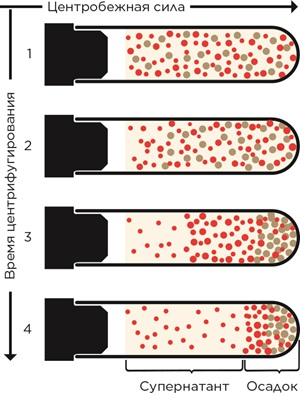 Центробежная сила
Время центрифугирования
1
2
3
4
Супернатант
Осадок